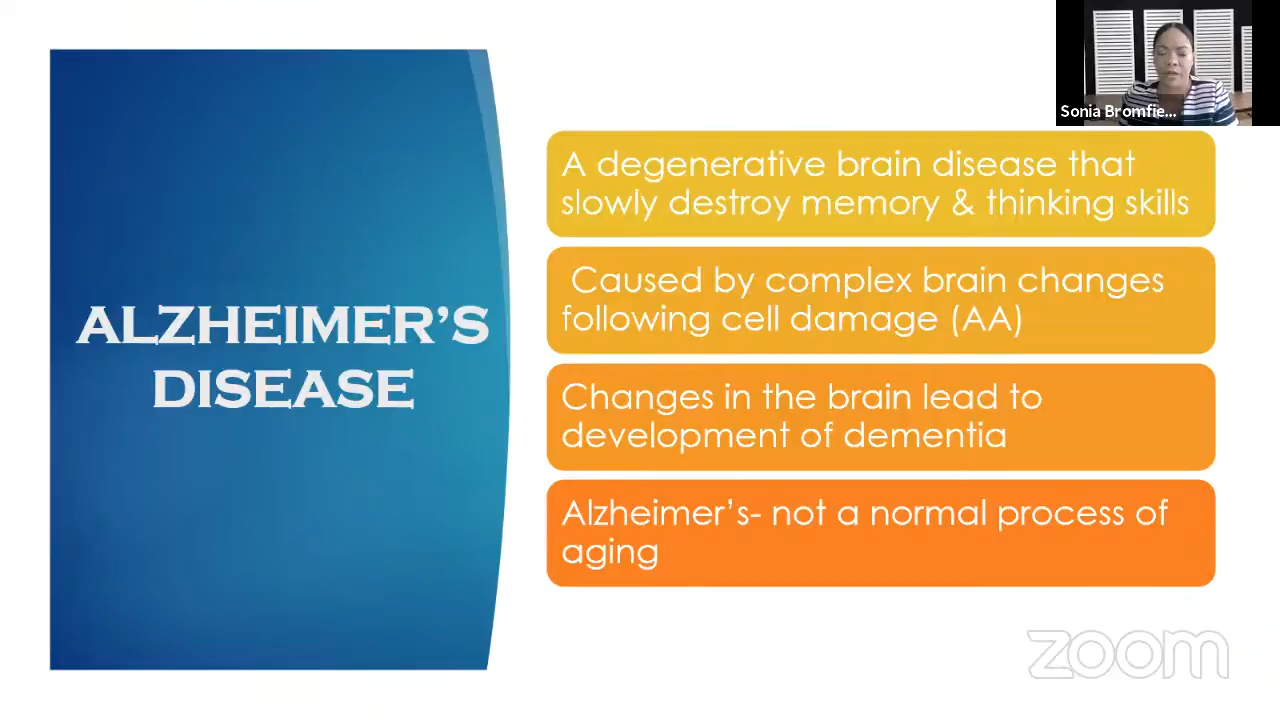 Sonia Bromfie...
ALZHEIMER'S
DISEASE
A degenerative brain disease that
slowly destroy memory & thinking skills
Caused by complex brain changes
following cell damage (AA)
Changes in the brain lead to
development of dementia
Alzheimer's- not a normal process of
aging
zoom